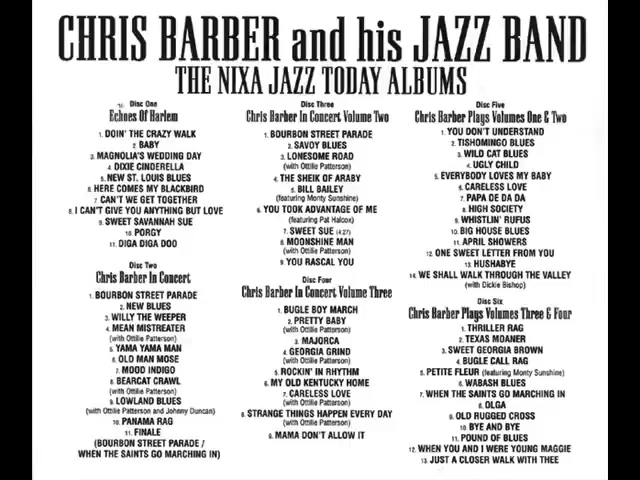 CHRIS BARBER and his JAZZ BAND
THE NIXA JAZZ TODAY ALBUMS
Disc One
Echoes Of Harlem
1. DOIN' THE CRAZY WALK
2. BABY
3. MAGNOLIA'S WEDDING DAY
4. DIXIE CINDERELLA
5. NEW ST. LOUIS BLUES
6. HERE COMES MY BLACKBIRD
7. CAN'T WE GET TOGETHER
8. I CAN'T GIVE YOU ANYTHING BUT LOVE
9. SWEET SAVANNAH SUE
10. PORGY
11. DIGA DIGA DOO
Disc Two
Chris Barber In Concert
1. BOURBON STREET PARADE
2. NEW BLUES
3. WILLY THE WEEPER
4. MEAN MISTREATER
(with Ottilie Patterson)
5. YAMA YAMA MAN
6. OLD MAN MOSE
7. MOOD INDIGO
8. BEARCAT CRAWL
(with Ottilie Patterson)
9. LOWLAND BLUES
(with Ottilie Patterson and Johnny Duncan)
10. PANAMA RAG
11. FINALE
(BOURBON STREET PARADE /
WHEN THE SAINTS GO MARCHING IN)
Disc Three
Chris Barber In Concert Volume Two
1. BOURBON STREET PARADE
2. SAVOY BLUES
3. LONESOME ROAD
(with Ottilie Patterson)
4. THE SHEIK OF ARABY
5. BILL BAILEY
(featuring Monty Sunshine)
6. YOU TOOK ADVANTAGE OF ME
(featuring Pat Halcox)
7. SWEET SUE (4:27)
8. MOONSHINE MAN
(with Ottilie Patterson)
9. YOU RASCAL YOU
Disc Four
Chris Barber In Concert Volume Three
1. BUGLE BOY MARCH
2. PRETTY BABY
(with Ottilie Patterson)
3. MAJORCA
4. GEORGIA GRIND
(with Ottilie Patterson)
5. ROCKIN' IN RHYTHM
6. MY OLD KENTUCKY HOME
7. CARELESS LOVE
(with Ottilie Patterson)
8. STRANGE THINGS HAPPEN EVERY DAY
(with Ottilie Patterson)
9. MAMA DON'T ALLOW IT
Disc Five
Chris Barber Plays Volumes One & Two
1. YOU DON'T UNDERSTAND
2. TISHOMINGO BLUES
3. WILD CAT BLUES
4. UGLY CHILD
5. EVERYBODY LOVES MY BABY
6. CARELESS LOVE
7. PAPA DE DA DA
8. HIGH SOCIETY
9. WHISTLIN' RUFUS
10. BIG HOUSE BLUES
11. APRIL SHOWERS
12. ONE SWEET LETTER FROM YOU
13. HUSHABYE
14. WE SHALL WALK THROUGH THE VALLEY
(with Dickie Bishop)
Disc Six
Chris Barber Plays Volumes Three & Four
1. THRILLER RAG
2. TEXAS MOANER
3. SWEET GEORGIA BROWN
4. BUGLE CALL RAG
5. PETITE FLEUR (featuring Monty Sunshine)
6. WABASH BLUES
7. WHEN THE SAINTS GO MARCHING IN
8. OLGA
9. OLD RUGGED CROSS
10. BYE AND BYE
11. POUND OF BLUES
12. WHEN YOU AND I WERE YOUNG MAGGIE
13. JUST A CLOSER WALK WITH THEE